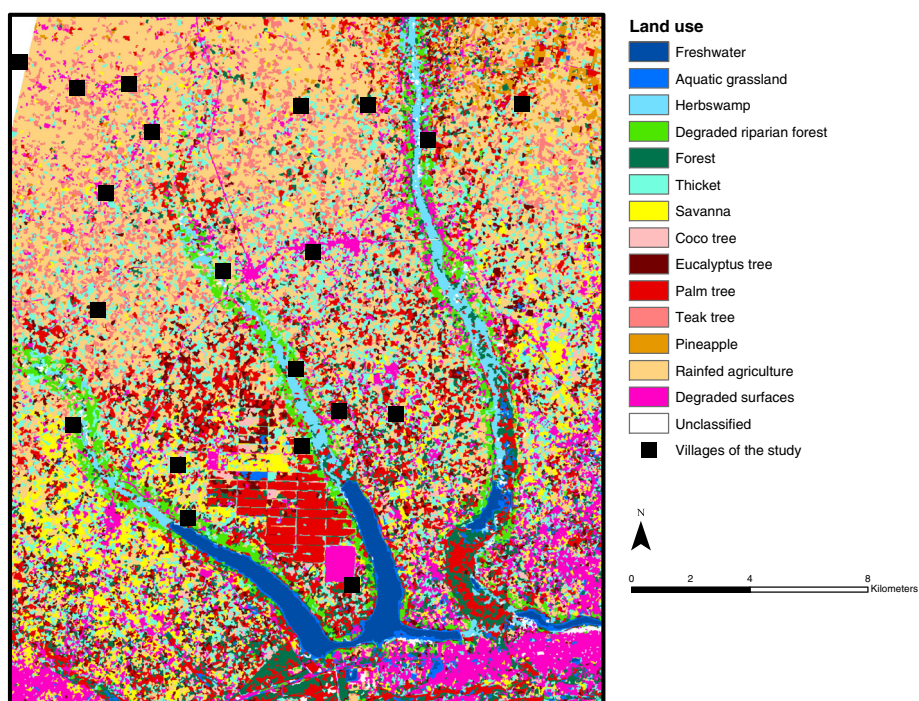 Land use
Freshwater
Aquatic grassland
Herbswamp
Degraded riparian forest
Forest
Thicket
Savanna
Coco tree
Eucalyptus tree
Palm tree
Teak tree
Pineapple
Rainfed agriculture
Degraded surfaces
Unclassified
Villages of the study
N
0 2 4 8
Kilometers